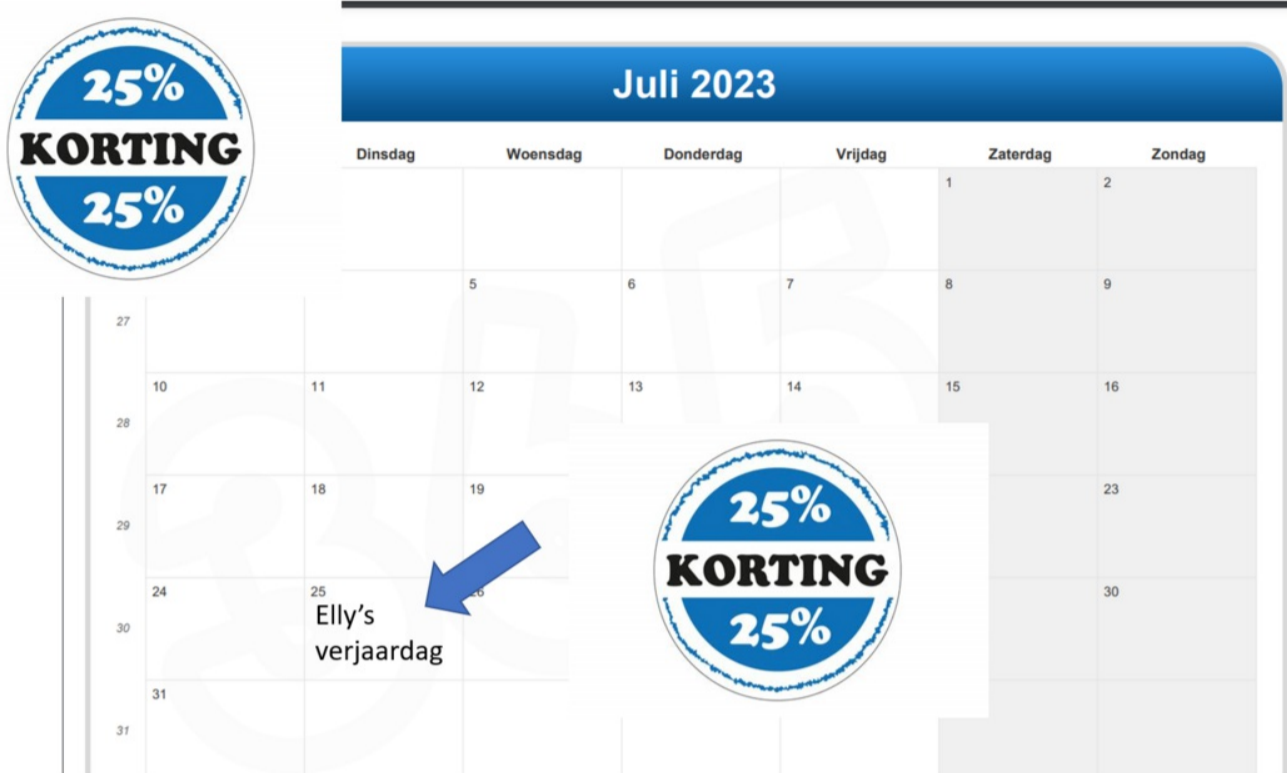 25%
KORTING
25%
Juli 2023
Dinsdag Woensdag Donderdag Vrijdag Zaterdag Zondag
1 2
5 6 7 8 9
27
10 11 12 13 14 15 16
28
17 18 19 23
29
24 25 26 30
Elly's
verjaardag
30
31
31
25%
KORTING
25%